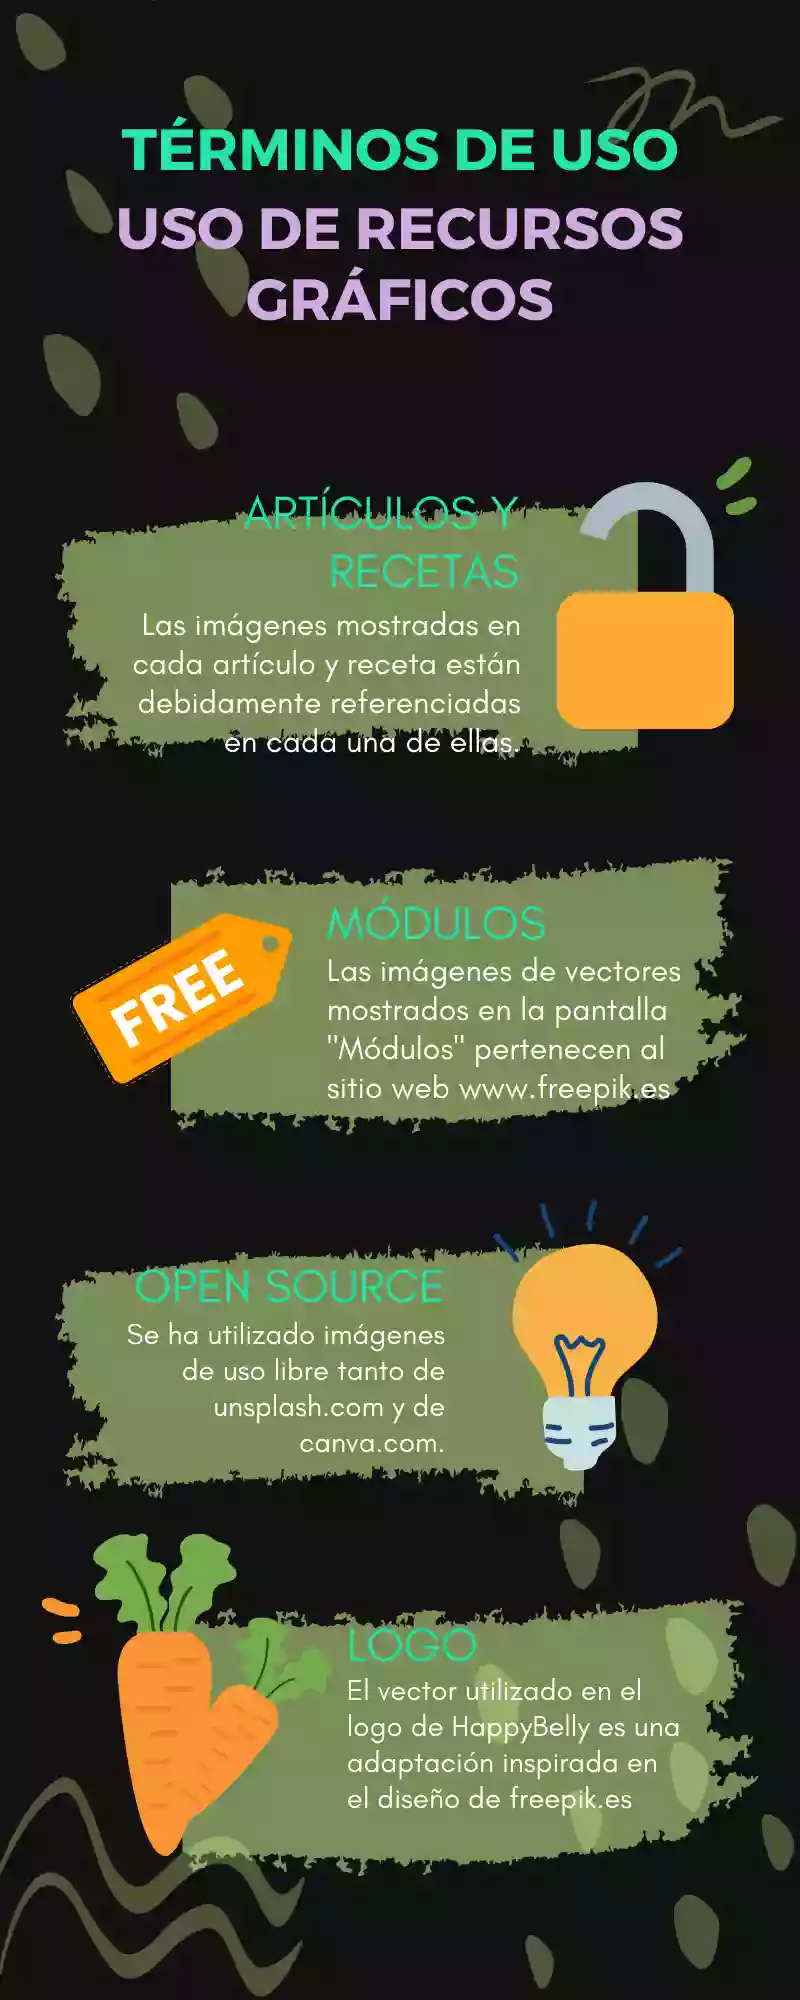 TÉRMINOS DE USO
USO DE RECURSOS
GRÁFICOS
ARTÍCULOS Y
RECETAS
Las imágenes mostradas en
cada artículo y receta están
debidamente referenciadas
en cada una de ellas.
FREE
MÓDULOS
Las imágenes de vectores
mostrados en la pantalla
"Módulos" pertenecen al
sitio web www.freepik.es
OPEN SOURCE
Se ha utilizado imágenes
de uso libre tanto de
unsplash.com y de
canva.com.
LOGO
El vector utilizado en el
logo de HappyBelly es una
adaptación inspirada en
el diseño de freepik.es